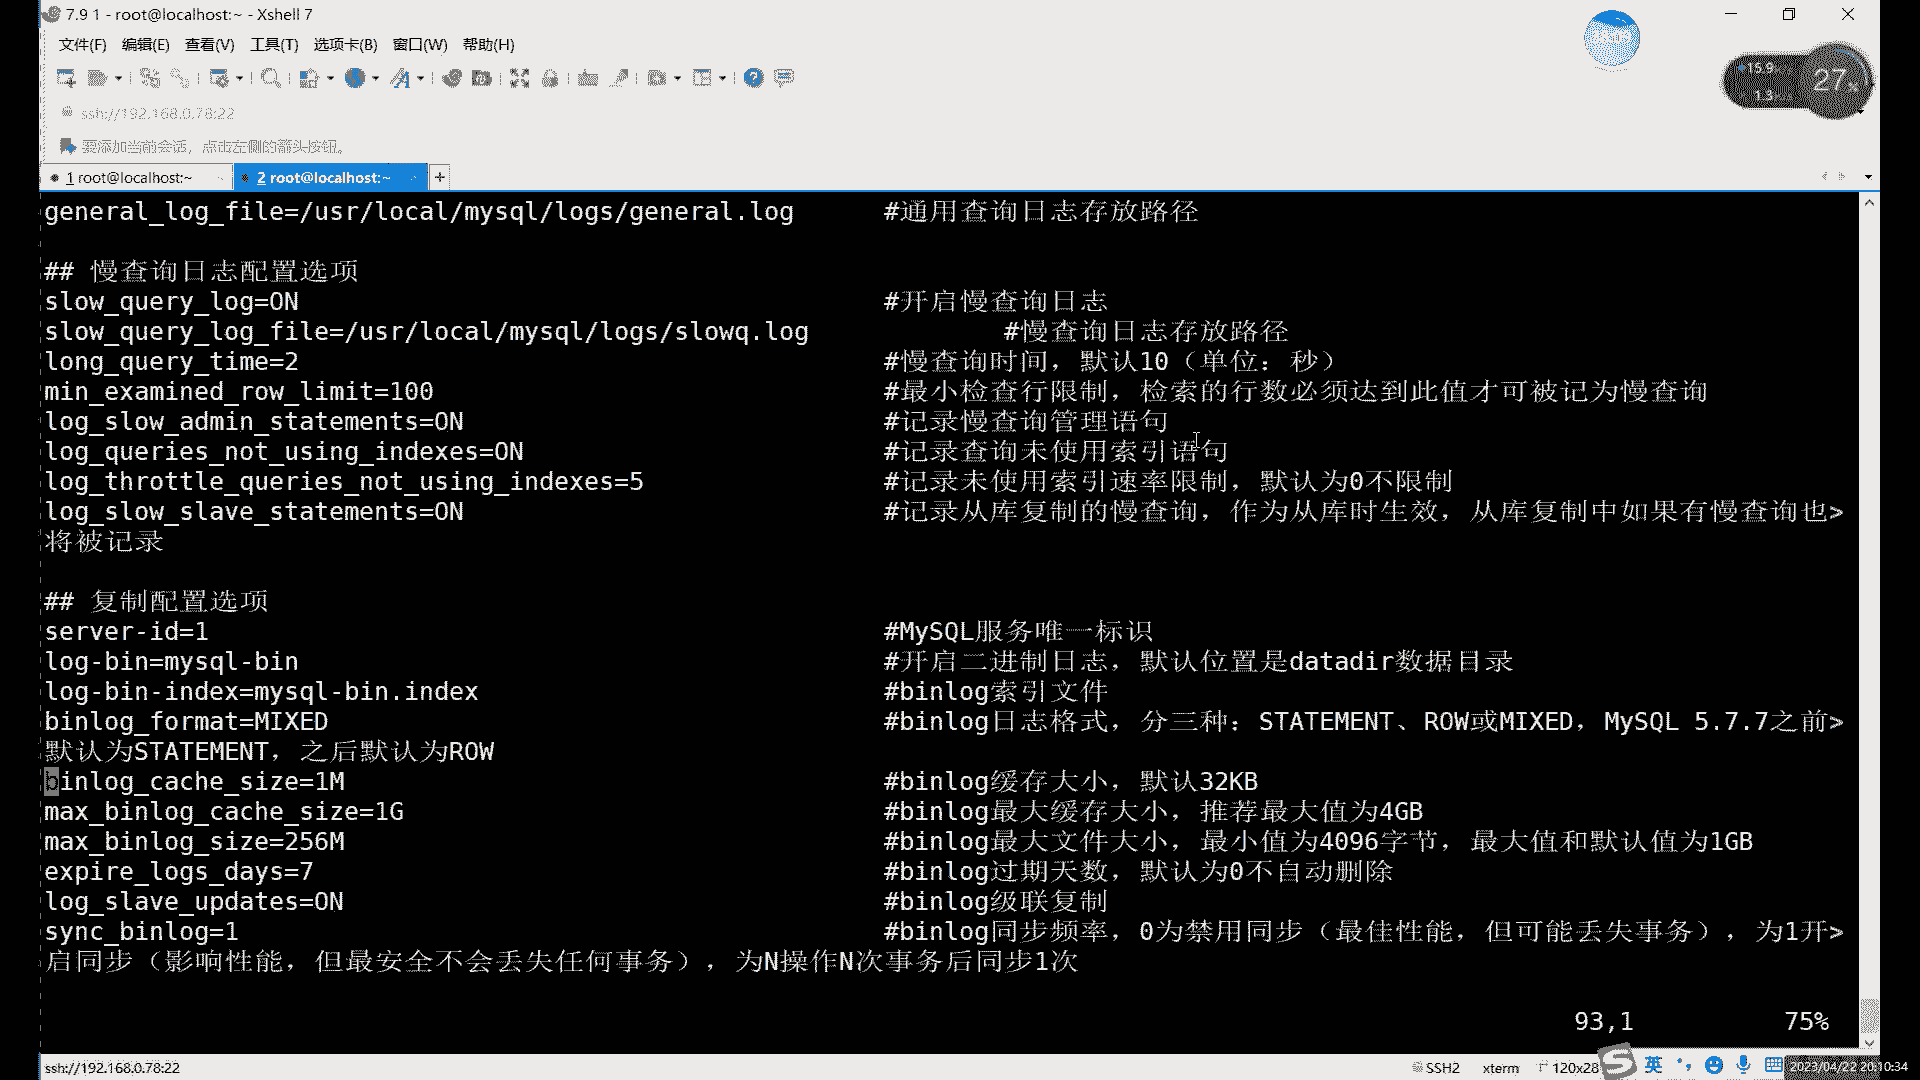 7.9 1 - root@localhost:~ - Xshell 7
文件(F) 编辑(E) 查看(V) 工具(T) 选项卡(B) 窗口(W) 帮助(H)
15.9
27%
1.3
ssh://192.168.0.78:22
要添加当前会话，点击左侧的箭头按钮。
1 root@localhost:~ 2 root@localhost:~ +
general_log_file=/usr/local/mysql/logs/general.log #通用查询日志存放路径
## 慢查询日志配置选项
slow_query_log=ON #开启慢查询日志
slow_query_log_file=/usr/local/mysql/logs/slowq.log #慢查询日志存放路径
long_query_time=2 #慢查询时间，默认10（单位：秒）
min_examined_row_limit=100 #最小检查行限制，检索的行数必须达到此值才可被记为慢查询
log_slow_admin_statements=ON #记录慢查询管理语句
log_queries_not_using_indexes=ON #记录查询未使用索引语句
log_throttle_queries_not_using_indexes=5 #记录未使用索引速率限制，默认为0不限制
log_slow_slave_statements=ON #记录从库复制的慢查询，作为从库时生效，从库复制中如果有慢查询也>
将被记录
## 复制配置选项
server-id=1 #MySQL服务唯一标识
log-bin=mysql-bin #开启二进制日志，默认位置是datadir数据目录
log-bin-index=mysql-bin.index #binlog索引文件
binlog_format=MIXED #binlog日志格式，分三种：STATEMENT、ROW或MIXED，MySQL 5.7.7之前>
默认为STATEMENT，之后默认为ROW
binlog_cache_size=1M #binlog缓存大小，默认32KB
max_binlog_cache_size=1G #binlog最大缓存大小，推荐最大值为4GB
max_binlog_size=256M #binlog最大文件大小，最小值为4096字节，最大值和默认值为1GB
expire_logs_days=7 #binlog过期天数，默认为0不自动删除
log_slave_updates=ON #binlog级联复制
sync_binlog=1 #binlog同步频率，0为禁用同步（最佳性能，但可能丢失事务），为1开>
启同步（影响性能，但最安全不会丢失任何事务），为N操作N次事务后同步1次
93,1 75%
ssh://192.168.0.78:22 SSH2 xterm 120x28 英 2023/04/22 20:10:34